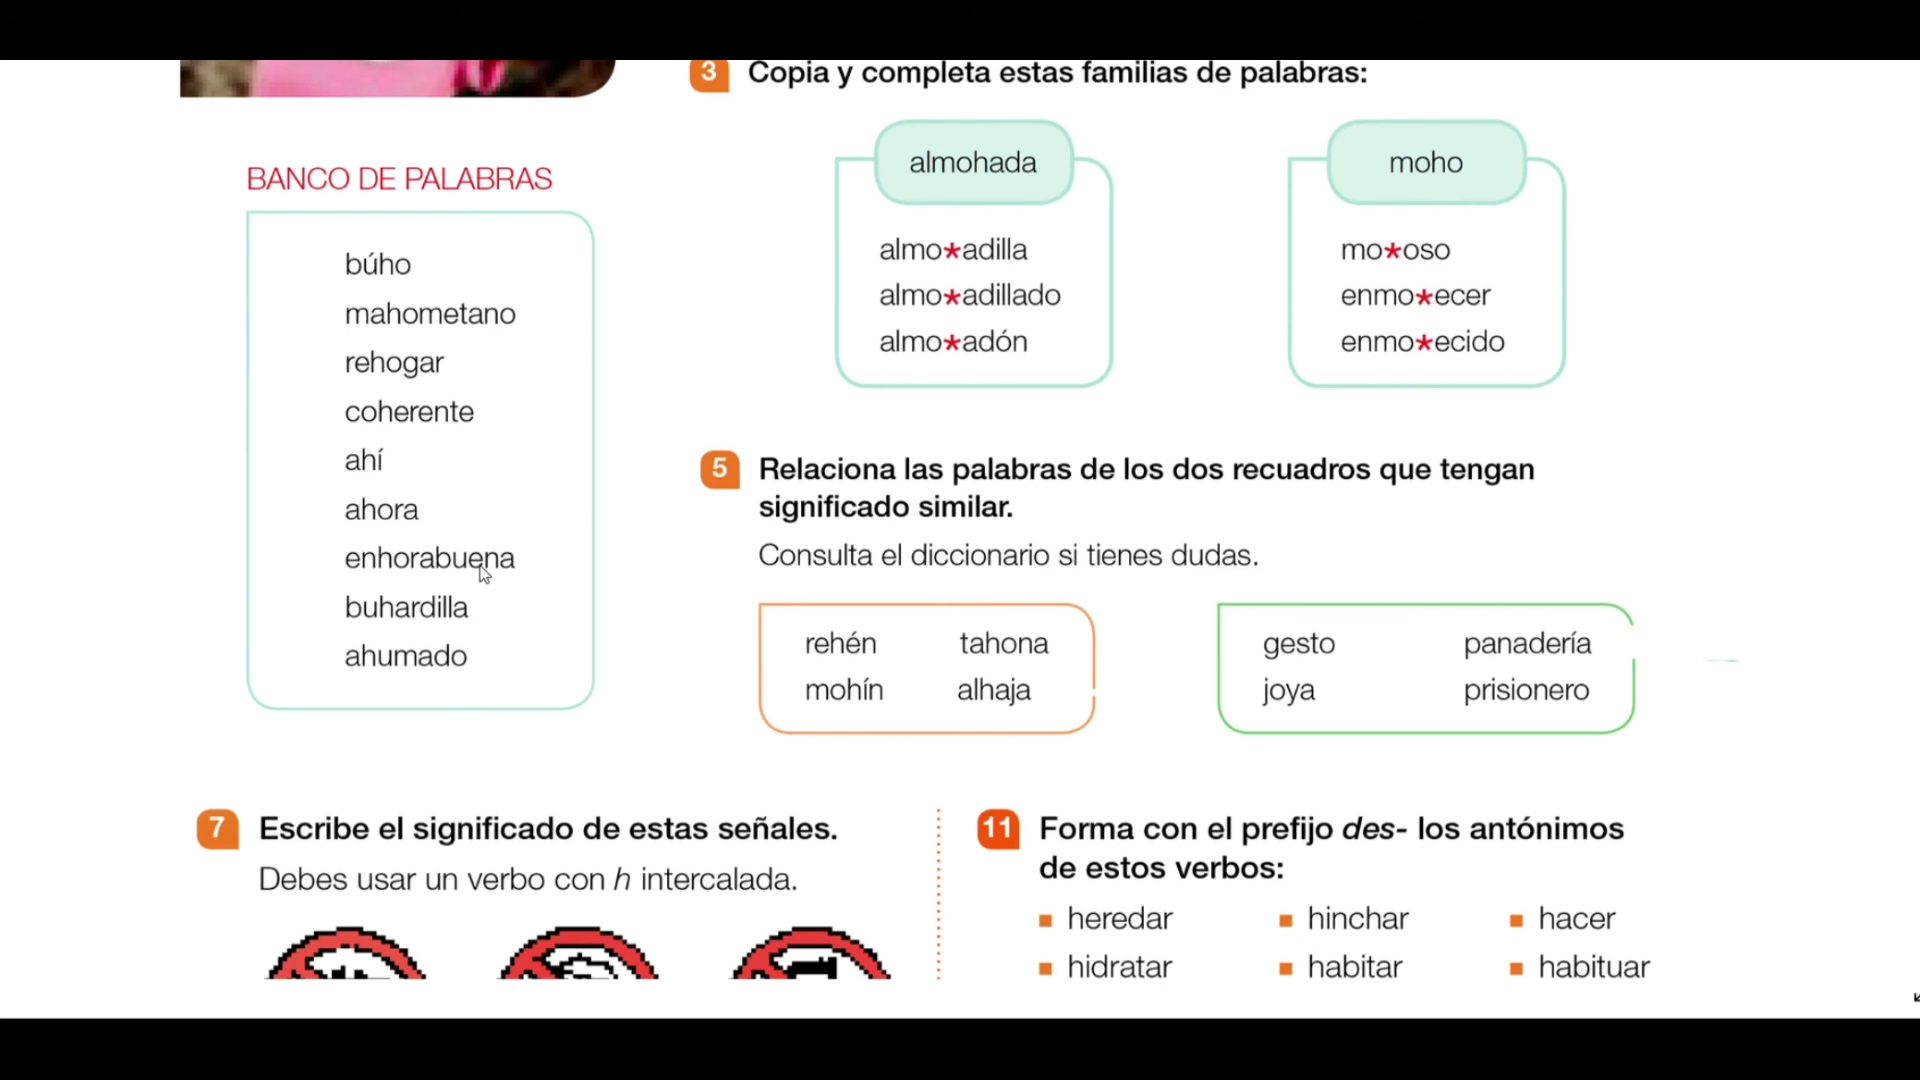 3 Copia y completa estas familias de palabras:
almohada
almo*adilla
almo*adillado
almo*adón
moho
mo*oso
enmo*ecer
enmo*ecido
BANCO DE PALABRAS
búho
mahometano
rehogar
coherente
ahí
ahora
enhorabuena
buhardilla
ahumado
5 Relaciona las palabras de los dos recuadros que tengan
significado similar.
Consulta el diccionario si tienes dudas.
rehén tahona
mohín alhaja
gesto panadería
joya prisionero
7 Escribe el significado de estas señales.
Debes usar un verbo con h intercalada.
11 Forma con el prefijo des- los antónimos
de estos verbos:
heredar hinchar hacer
hidratar habitar habituar